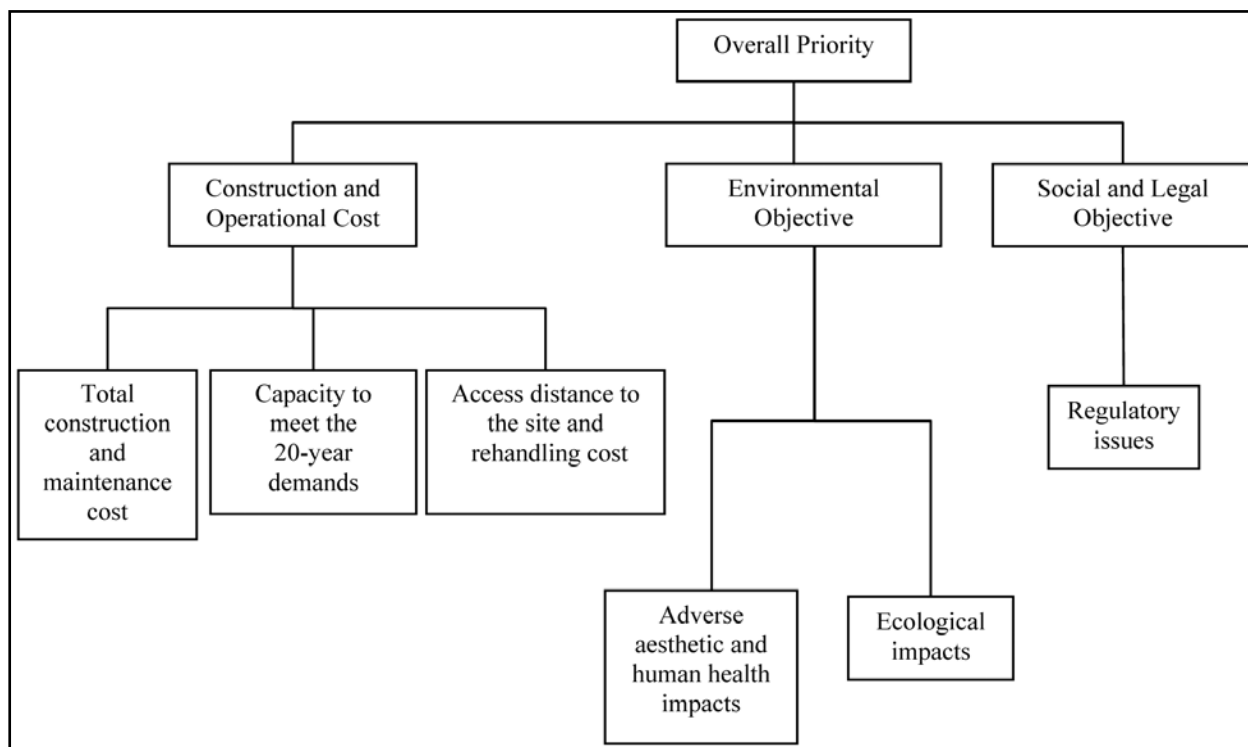 Overall Priority
Construction and
Operational Cost
Environmental
Objective
Social and Legal
Objective
Total
construction
and
maintenance
cost
Capacity to
meet the
20-year
demands
Access distance to
the site and
rehandling cost
Regulatory
issues
Adverse
aesthetic and
human health
impacts
Ecological
impacts